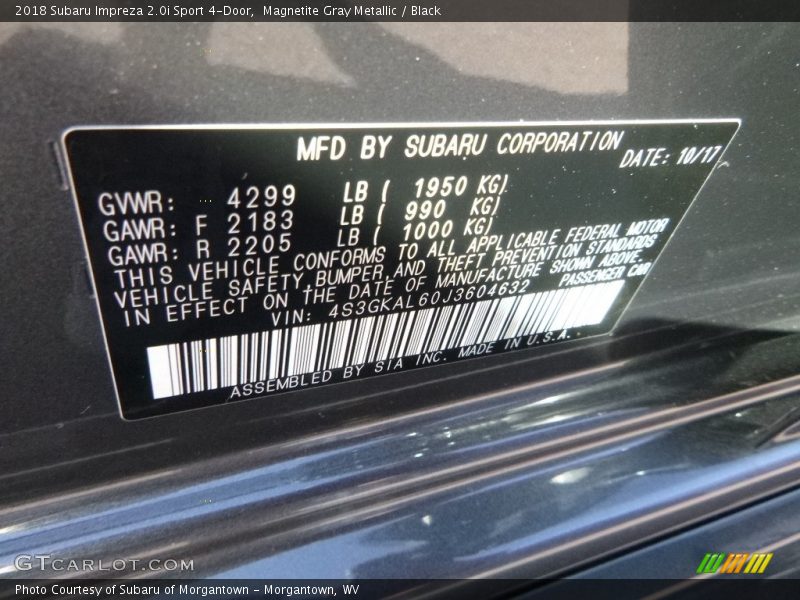 2018 Subaru Impreza 2.0i Sport 4-Door, Magnetite Gray Metallic / Black
MFD BY SUBARU CORPORATION
DATE: 10/17
GVWR: 4299 LB ( 1950 KG)
GAWR: F 2183 LB ( 990 KG)
GAWR: R 2205 LB ( 1000 KG)
THIS VEHICLE CONFORMS TO ALL APPLICABLE FEDERAL MOTOR
VEHICLE SAFETY, BUMPER, AND THEFT PREVENTION STANDARDS
IN EFFECT ON THE DATE OF MANUFACTURE SHOWN ABOVE.
VIN: 4S3GKAL60J3604632 PASSENGER CAR
ASSEMBLED BY SIA INC. MADE IN U.S.A.
GTCARLOT.COM
Photo Courtesy of Subaru of Morgantown - Morgantown, WV